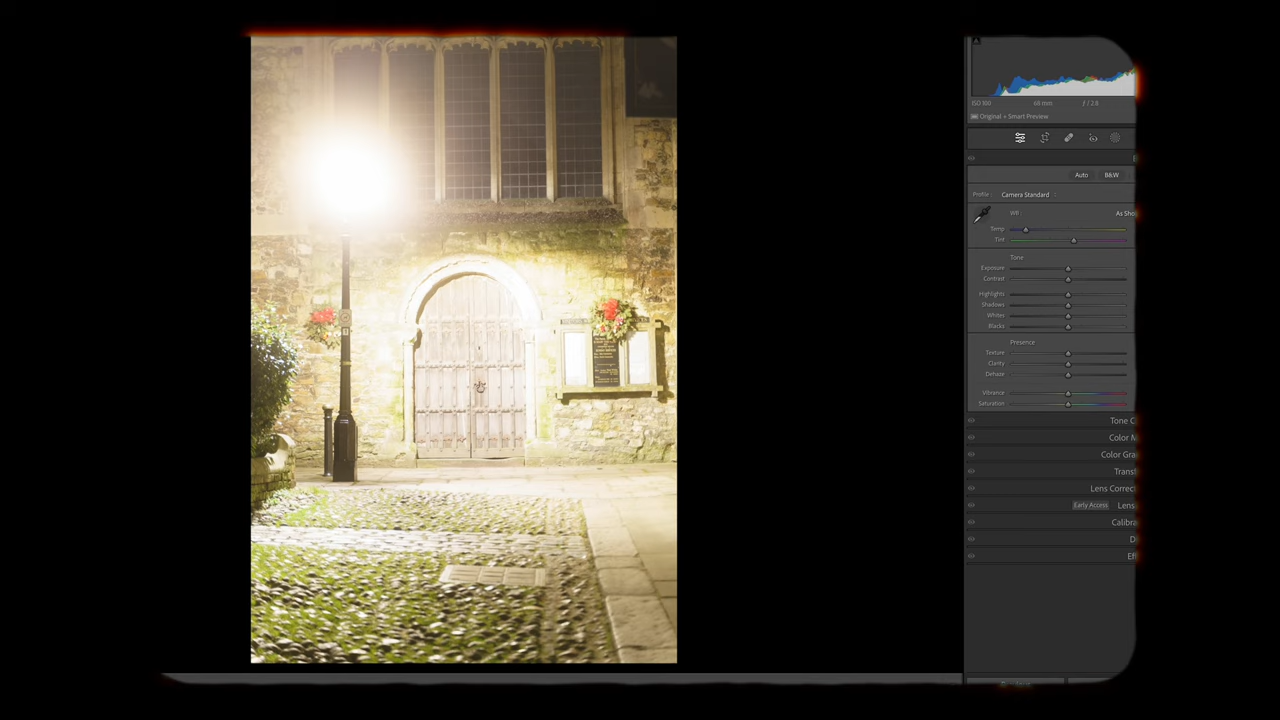 ISO 100 68 mm ƒ / 2.8
Original + Smart Preview
Auto B&W
Profile : Camera Standard
WB : As Sho
Temp
Tint
Tone
Exposure
Contrast
Highlights
Shadows
Whites
Blacks
Presence
Texture
Clarity
Dehaze
Vibrance
Saturation
Tone C
Color M
Color Gra
Transf
Lens Correct
Early Access Lens
Calibra
D
Eff